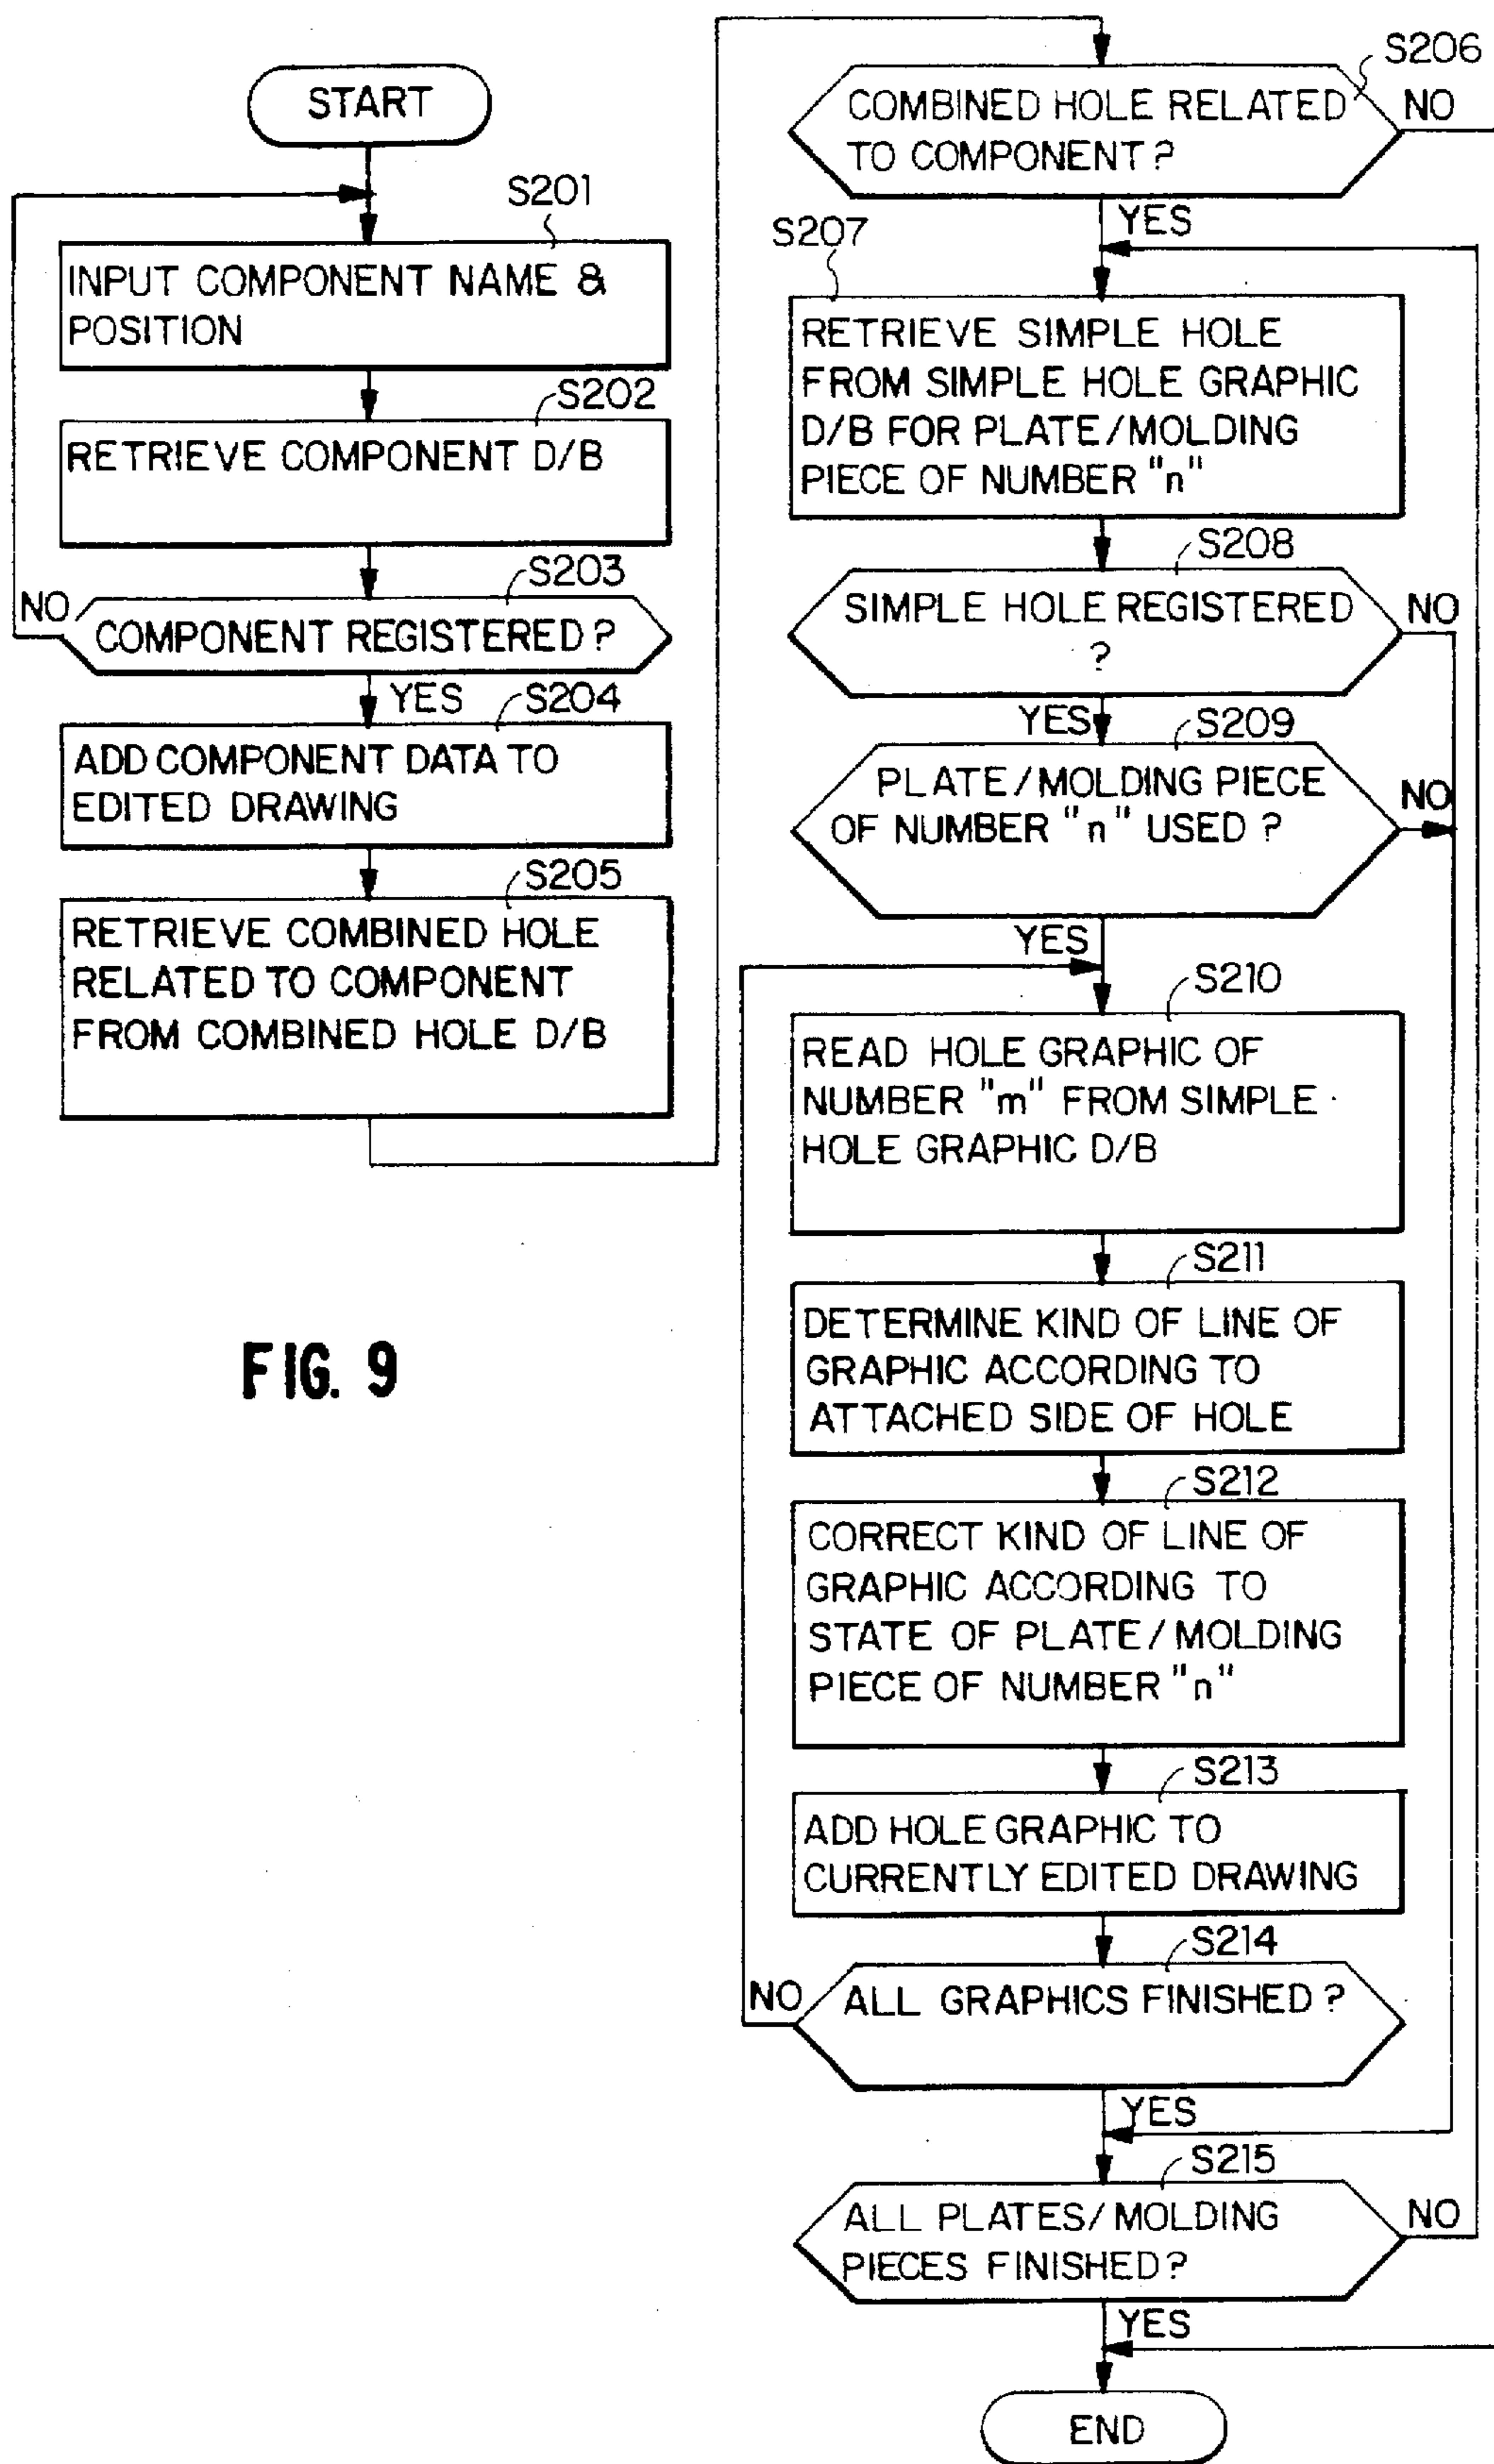 START
S201
INPUT COMPONENT NAME &
POSITION
S202
RETRIEVE COMPONENT D/B
S203
NO
COMPONENT REGISTERED?
YES
S204
ADD COMPONENT DATA TO
EDITED DRAWING
S205
RETRIEVE COMBINED HOLE
RELATED TO COMPONENT
FROM COMBINED HOLE D/B
FIG. 9
S206
COMBINED HOLE RELATED
TO COMPONENT?
NO
YES
S207
RETRIEVE SIMPLE HOLE
FROM SIMPLE HOLE GRAPHIC
D/B FOR PLATE/MOLDING
PIECE OF NUMBER "n"
S208
SIMPLE HOLE REGISTERED
?
NO
YES
S209
PLATE/MOLDING PIECE
OF NUMBER "n" USED?
NO
YES
S210
READ HOLE GRAPHIC OF
NUMBER "m" FROM SIMPLE
HOLE GRAPHIC D/B
S211
DETERMINE KIND OF LINE OF
GRAPHIC ACCORDING TO
ATTACHED SIDE OF HOLE
S212
CORRECT KIND OF LINE OF
GRAPHIC ACCORDING TO
STATE OF PLATE/MOLDING
PIECE OF NUMBER "n"
S213
ADD HOLE GRAPHIC TO
CURRENTLY EDITED DRAWING
S214
NO
ALL GRAPHICS FINISHED?
YES
S215
ALL PLATES/MOLDING
PIECES FINISHED?
NO
YES
END